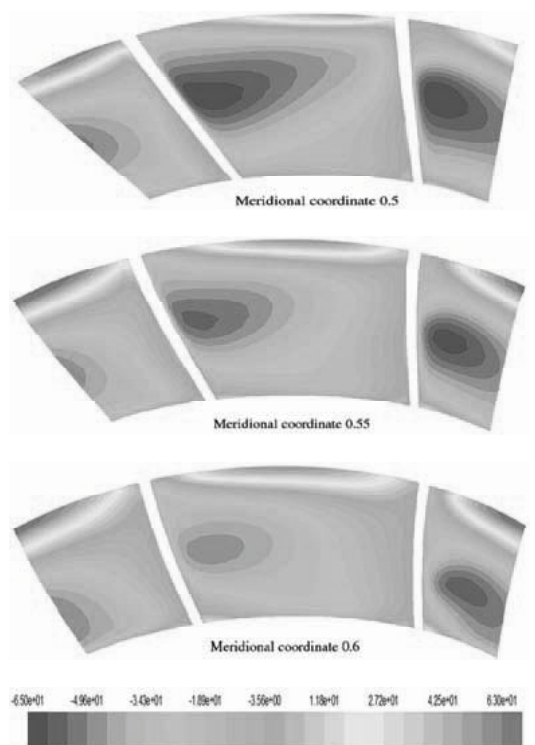 Meridional coordinate 0.5
Meridional coordinate 0.55
Meridional coordinate 0.6
-6.50e+01 -4.96e+01 -3.43e+01 -1.89e+01 -3.56e+00 1.18e+01 2.72e+01 4.25e+01 6.30e+01